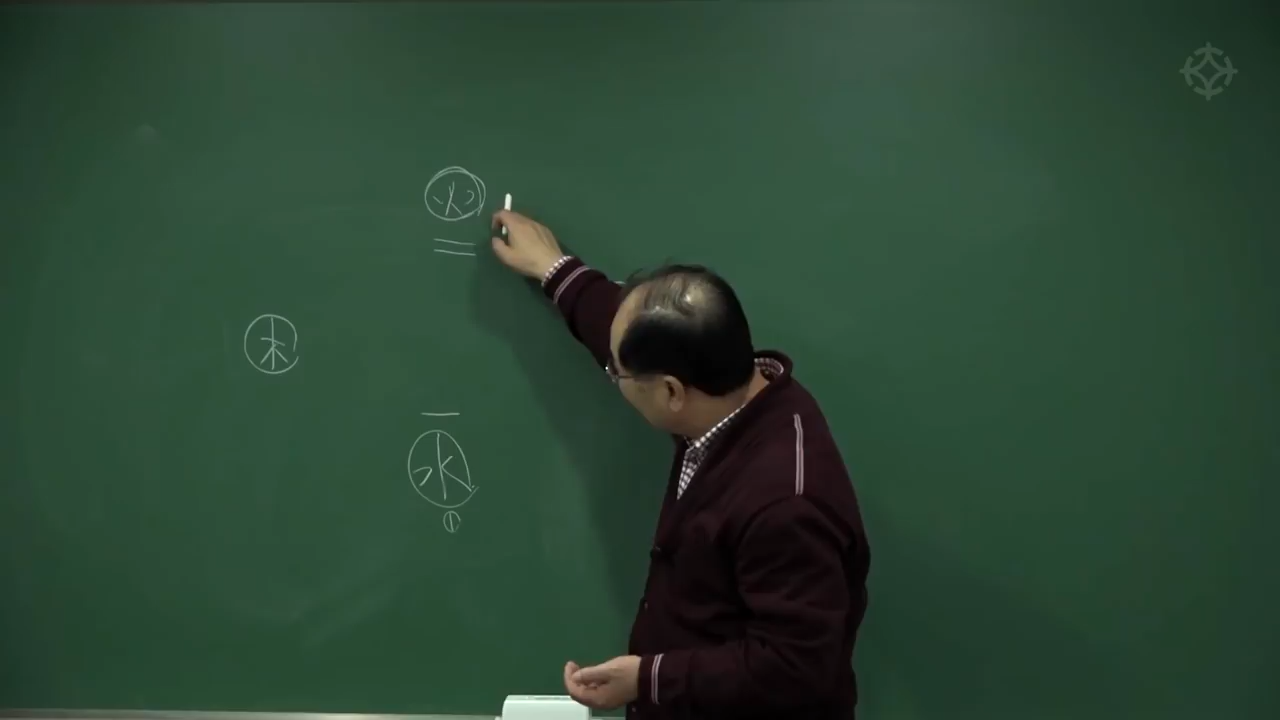 火
二
木
一
水
①